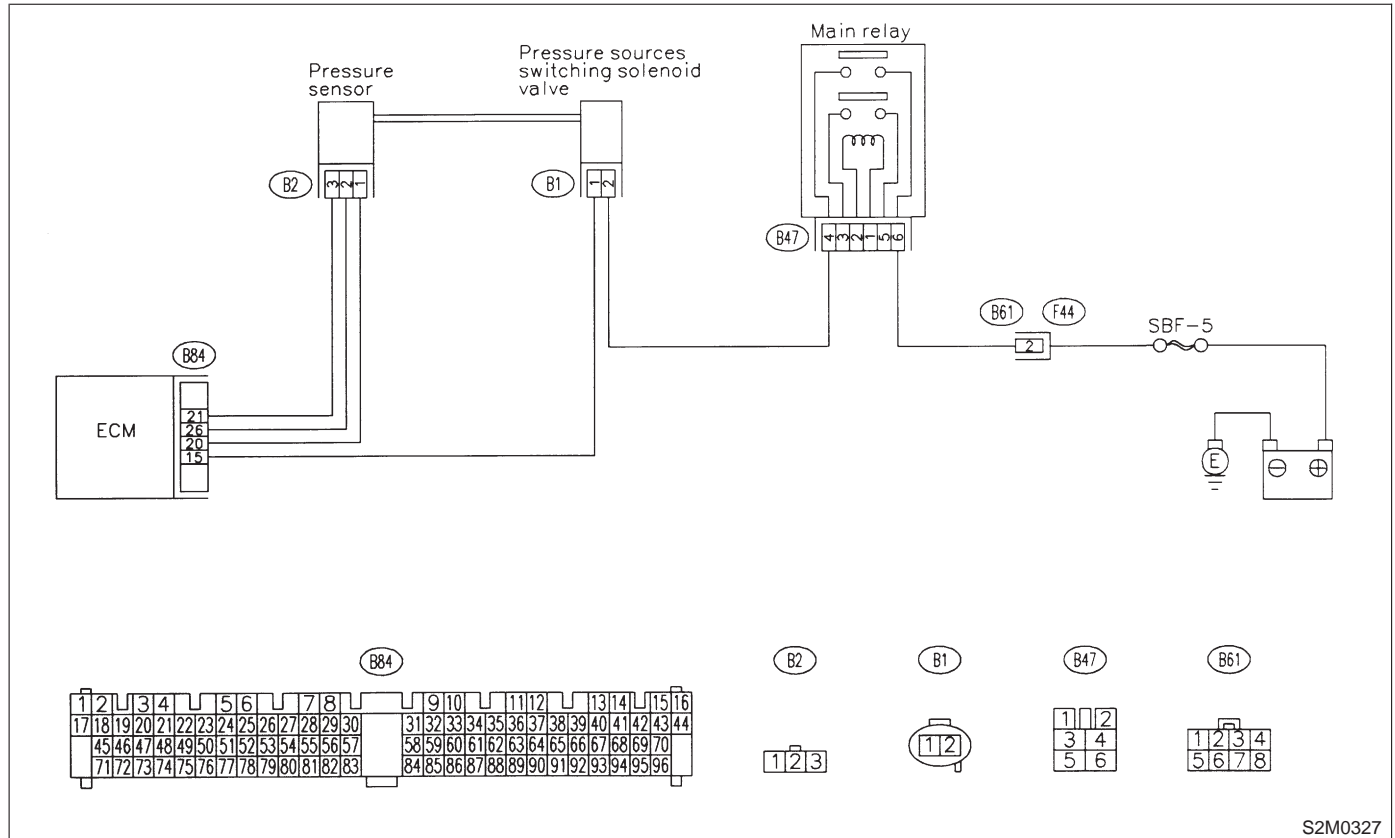 Main relay
Pressure sources
switching solenoid
valve
Pressure
sensor
B2
3 2 1
B1
1 2
B47
4 3 2 1 5 6
B61
F44
2
SBF-5
B84
ECM
21
26
20
15
E
⊖ ⊕
B84
B2
B1
B47
B61
1 2 3 4 5 6 7 8 9 10 11 12 13 14 15 16
17 18 19 20 21 22 23 24 25 26 27 28 29 30 31 32 33 34 35 36 37 38 39 40 41 42 43 44
45 46 47 48 49 50 51 52 53 54 55 56 57 58 59 60 61 62 63 64 65 66 67 68 69 70
71 72 73 74 75 76 77 78 79 80 81 82 83 84 85 86 87 88 89 90 91 92 93 94 95 96
1 2 3
1 2
1 2
3 4
5 6
1 2 3 4
5 6 7 8
S2M0327